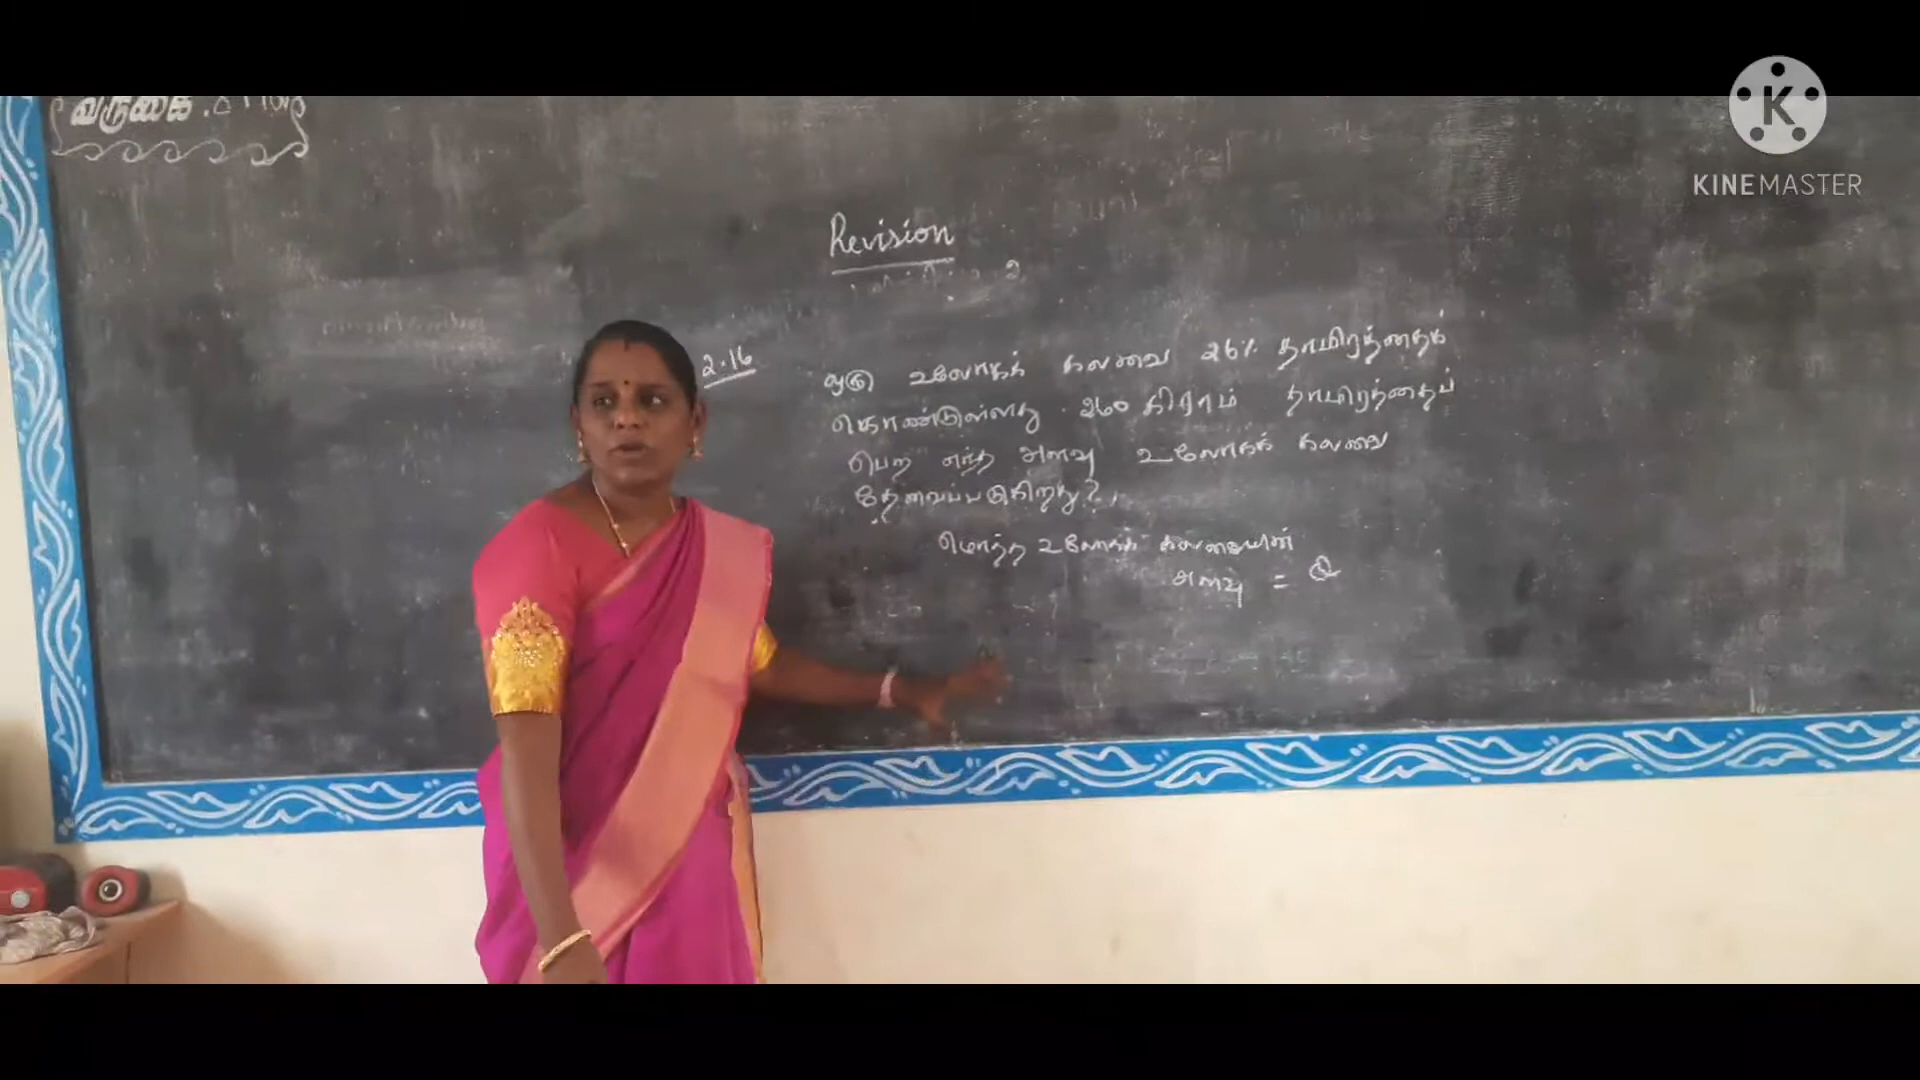 வருகை
KINEMASTER
Revision
2.16
ஒரு உலோகக் கலவை 26% தாமிரத்தைக்
கொண்டுள்ளது. 260 கிராம் தாமிரத்தைப்
பெற எந்த அளவு உலோகக் கலவை
தேவைப்படுகிறது?
மொத்த உலோகக் கலவையின்
அளவு = Q